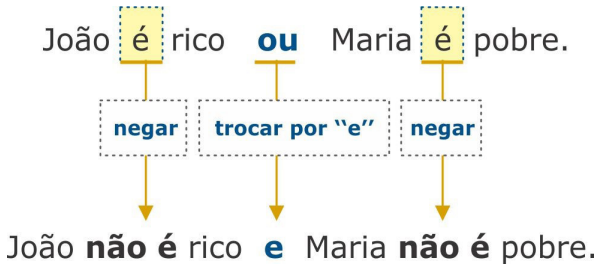 João é rico ou Maria é pobre.
negar trocar por "e" negar
João não é rico e Maria não é pobre.